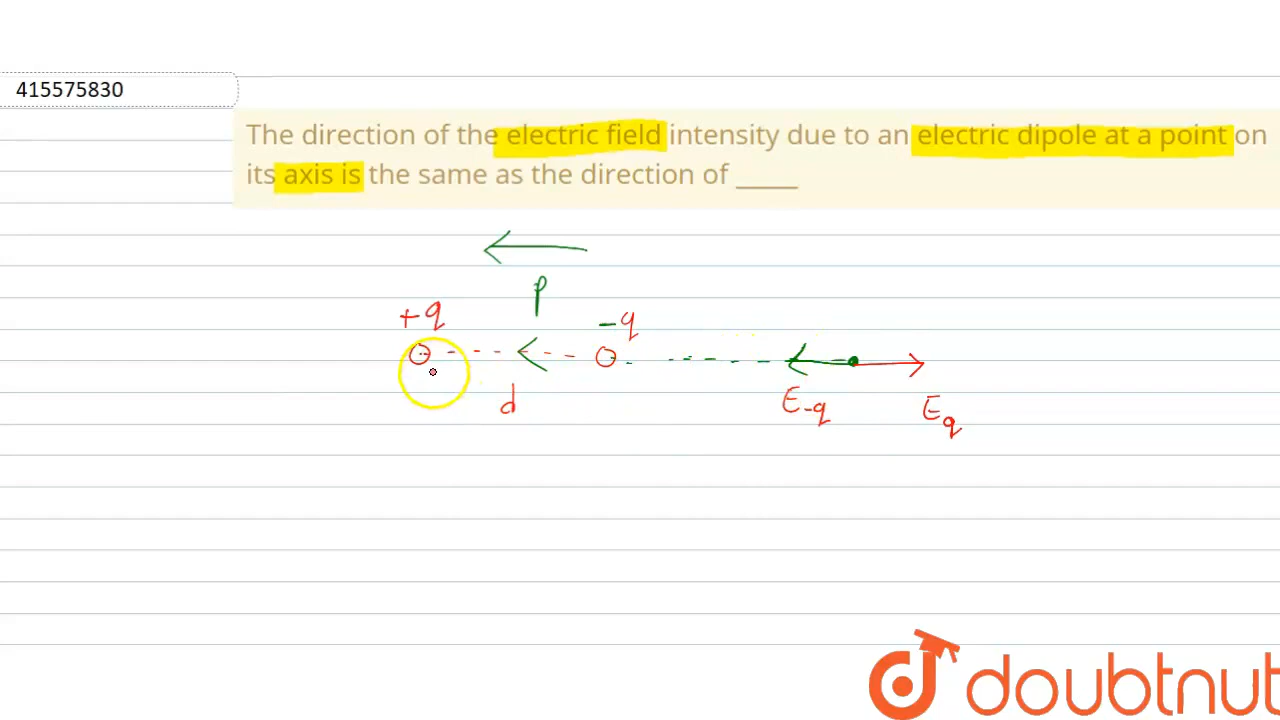 415575830
The direction of the electric field intensity due to an electric dipole at a point on
its axis is the same as the direction of _____
p
+q
-q
d
E-q
Eq
doubtnut